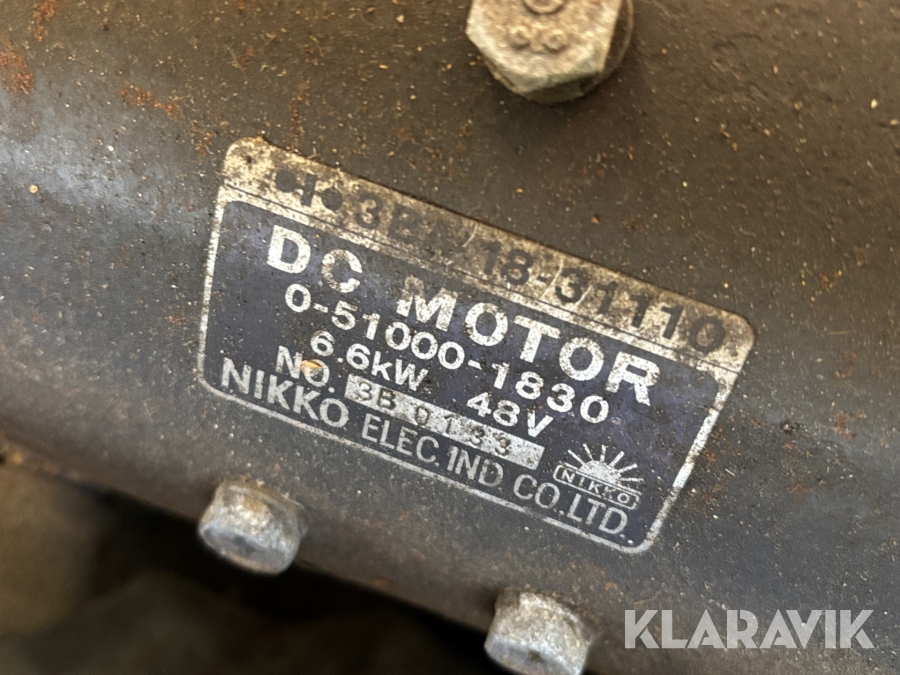 18-31110
DC MOTOR
0-51000-1830
6.6kW 48V
NO. 3B 0133
NIKKO ELEC. IND CO.,LTD.
NIKKO
KLARAVIK